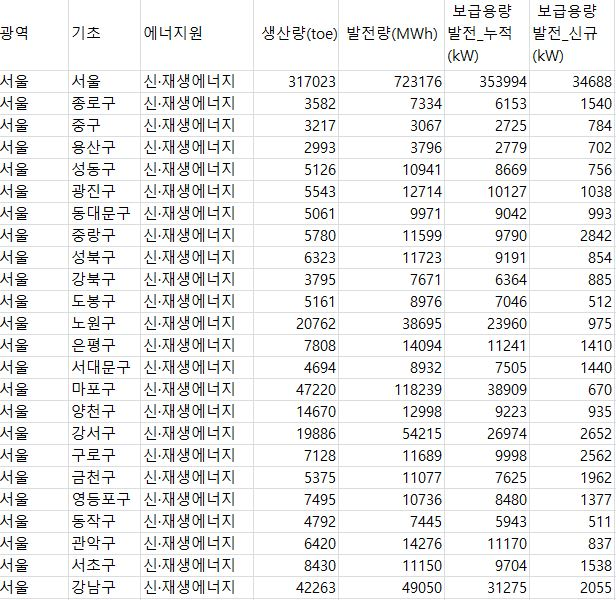 광역 기초 에너지원 생산량(toe) 발전량(MWh) 보급용량 발전_누적 (kW) 보급용량 발전_신규 (kW)
서울 서울 신·재생에너지 317023 723176 353994 34688
서울 종로구 신·재생에너지 3582 7334 6153 1540
서울 중구 신·재생에너지 3217 3067 2725 784
서울 용산구 신·재생에너지 2993 3796 2779 702
서울 성동구 신·재생에너지 5126 10941 8669 756
서울 광진구 신·재생에너지 5543 12714 10127 1038
서울 동대문구 신·재생에너지 5061 9971 9042 993
서울 중랑구 신·재생에너지 5780 11599 9790 2842
서울 성북구 신·재생에너지 6323 11723 9191 854
서울 강북구 신·재생에너지 3795 7671 6364 885
서울 도봉구 신·재생에너지 5161 8976 7046 512
서울 노원구 신·재생에너지 20762 38695 23960 975
서울 은평구 신·재생에너지 7808 14094 11241 1410
서울 서대문구 신·재생에너지 4694 8932 7505 1440
서울 마포구 신·재생에너지 47220 118239 38909 670
서울 양천구 신·재생에너지 14670 12998 9223 935
서울 강서구 신·재생에너지 19886 54215 26974 2652
서울 구로구 신·재생에너지 7128 11689 9998 2562
서울 금천구 신·재생에너지 5375 11077 7625 1962
서울 영등포구 신·재생에너지 7495 10736 8480 1377
서울 동작구 신·재생에너지 4792 7445 5943 511
서울 관악구 신·재생에너지 6420 14276 11170 837
서울 서초구 신·재생에너지 8430 11150 9704 1538
서울 강남구 신·재생에너지 42263 49050 31275 2055